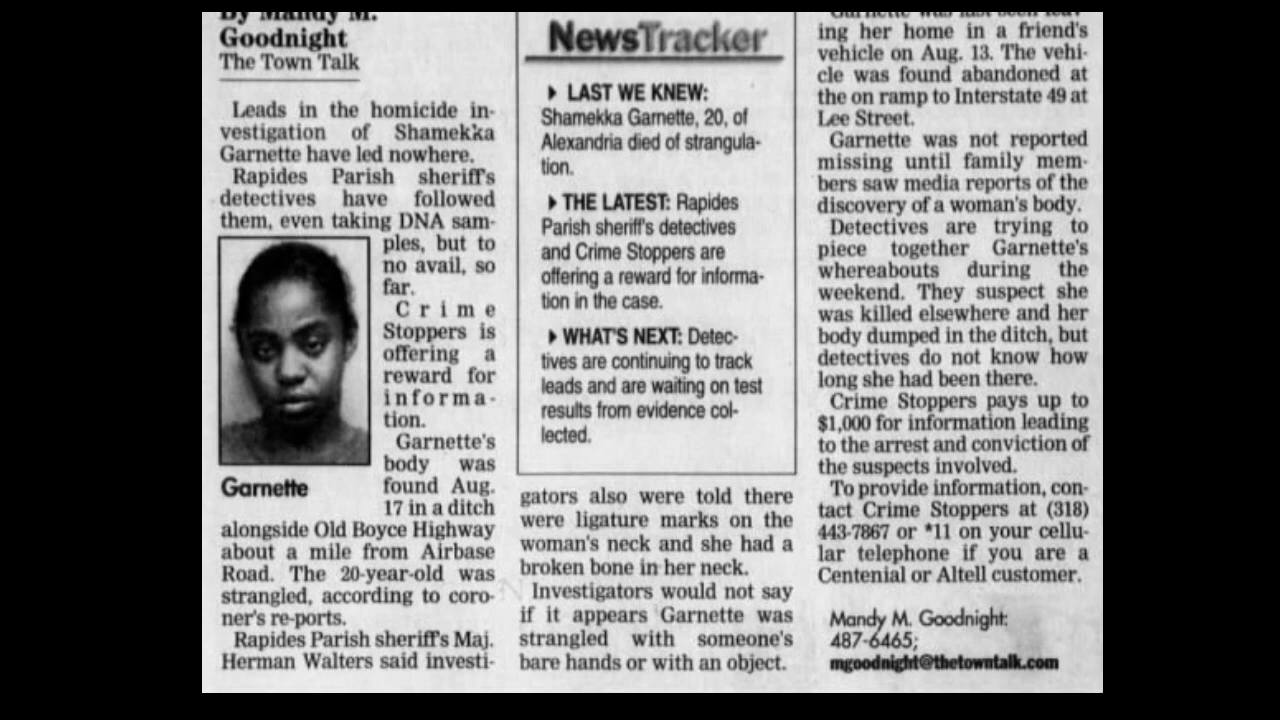 By Mandy M.
Goodnight
The Town Talk
Leads in the homicide in-
vestigation of Shamekka
Garnette have led nowhere.
Rapides Parish sheriff's
detectives have followed
them, even taking DNA sam-
ples, but to
no avail, so
far.
Crime
Stoppers is
offering a
reward for
informa-
tion.
Garnette's
body was
found Aug.
17 in a ditch
alongside Old Boyce Highway
about a mile from Airbase
Road. The 20-year-old was
strangled, according to coro-
ner's re-ports.
Rapides Parish sheriff's Maj.
Herman Walters said investi-
Garnette
NewsTracker
LAST WE KNEW:
Shamekka Garnette, 20, of
Alexandria died of strangula-
tion.
THE LATEST: Rapides
Parish sheriff's detectives
and Crime Stoppers are
offering a reward for informa-
tion in the case.
WHAT'S NEXT: Detec-
tives are continuing to track
leads and are waiting on test
results from evidence col-
lected.
gators also were told there
were ligature marks on the
woman's neck and she had a
broken bone in her neck.
Investigators would not say
if it appears Garnette was
strangled with someone's
bare hands or with an object.
Garnette was last seen leav-
ing her home in a friend's
vehicle on Aug. 13. The vehi-
cle was found abandoned at
the on ramp to Interstate 49 at
Lee Street.
Garnette was not reported
missing until family mem-
bers saw media reports of the
discovery of a woman's body.
Detectives are trying to
piece together Garnette's
whereabouts during the
weekend. They suspect she
was killed elsewhere and her
body dumped in the ditch, but
detectives do not know how
long she had been there.
Crime Stoppers pays up to
$1,000 for information leading
to the arrest and conviction of
the suspects involved.
To provide information, con-
tact Crime Stoppers at (318)
443-7867 or *11 on your cellu-
lar telephone if you are a
Centenial or Altell customer.
Mandy M. Goodnight:
487-6465;
mgoodnight@thetowntalk.com